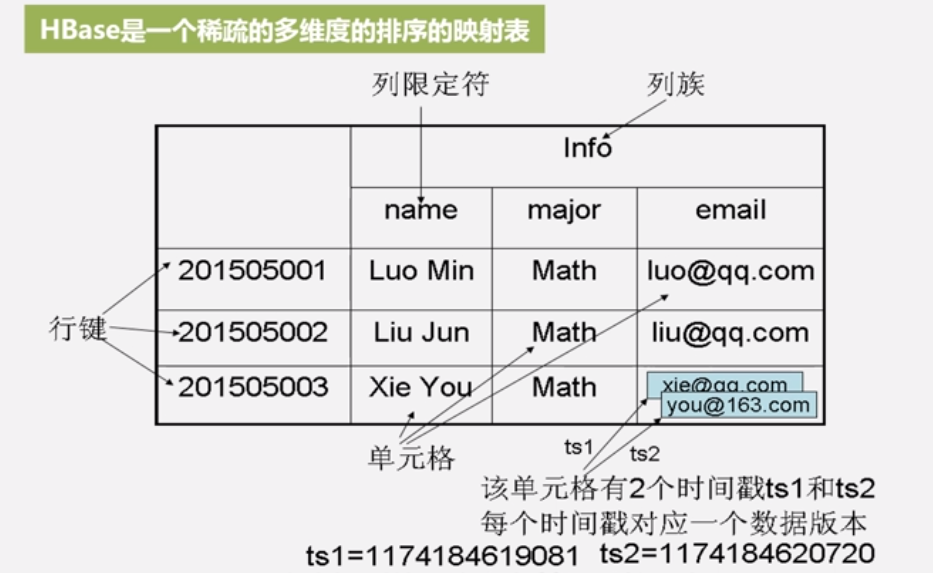 HBase是一个稀疏的多维度的排序的映射表
列限定符 列族
Info
name major email
201505001 Luo Min Math luo@qq.com
行键
201505002 Liu Jun Math liu@qq.com
201505003 Xie You Math xie@qq.com
you@163.com
单元格 ts1 ts2
该单元格有2个时间戳ts1和ts2
每个时间戳对应一个数据版本
ts1=1174184619081 ts2=1174184620720